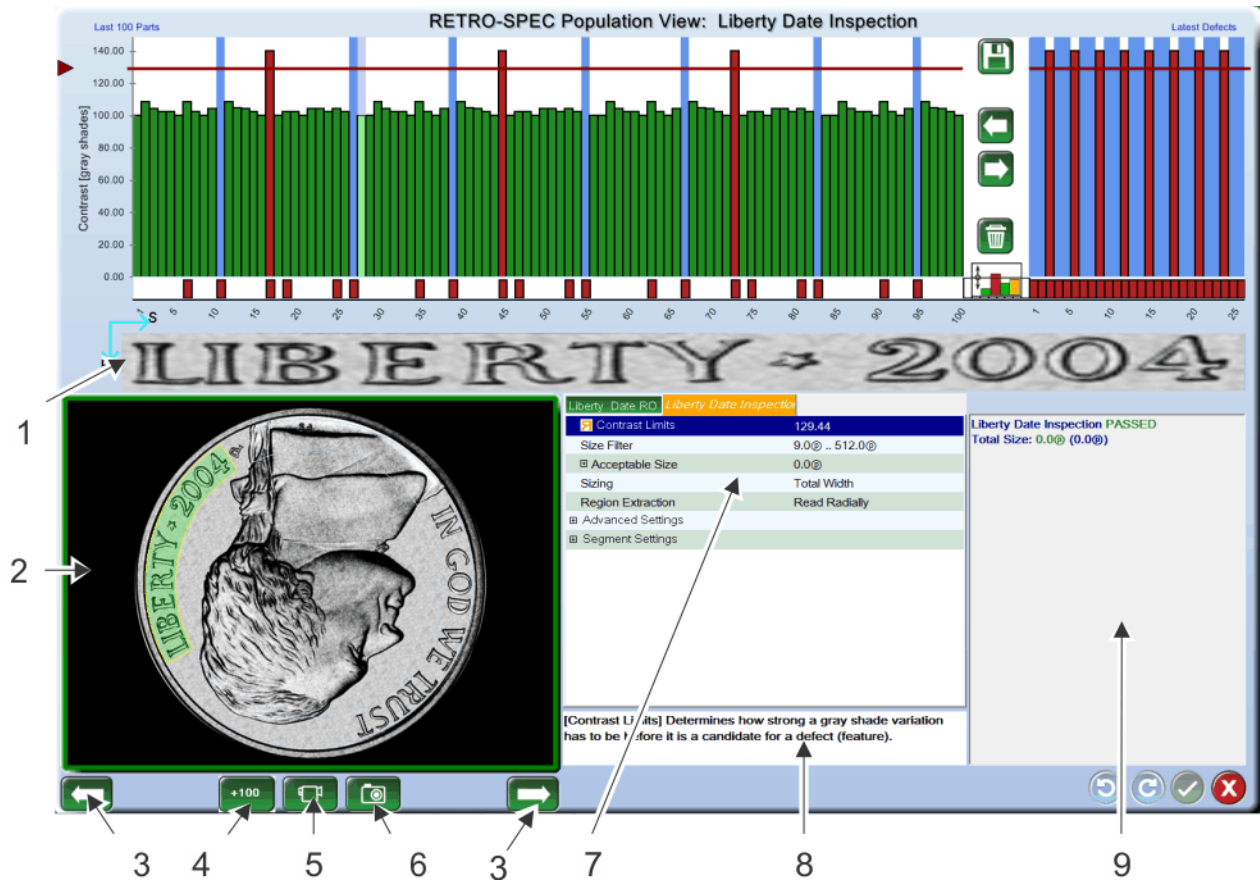 RETRO-SPEC Population View: Liberty Date Inspection
Last 100 Parts
Latest Defects
140.00
120.00
100.00
80.00
60.00
40.00
20.00
0.00
Contrast [gray shades]
1 5 10 15 20 25 30 35 40 45 50 55 60 65 70 75 80 85 90 95 100
1 5 10 15 20 25
S
LIBERTY 2004
1
Liberty Date RO Liberty Date Inspection
Contrast Limits 129.44
Size Filter 9.0℗ .. 512.0℗
Acceptable Size 0.0℗
Sizing Total Width
Region Extraction Read Radially
Advanced Settings
Segment Settings
Liberty Date Inspection PASSED
Total Size: 0.0℗ (0.0℗)
LIBERTY 2004
IN GOD WE TRUST
2
[Contrast Limits] Determines how strong a gray shade variation
has to be before it is a candidate for a defect (feature).
+100
3 4 5 6 3 7 8 9